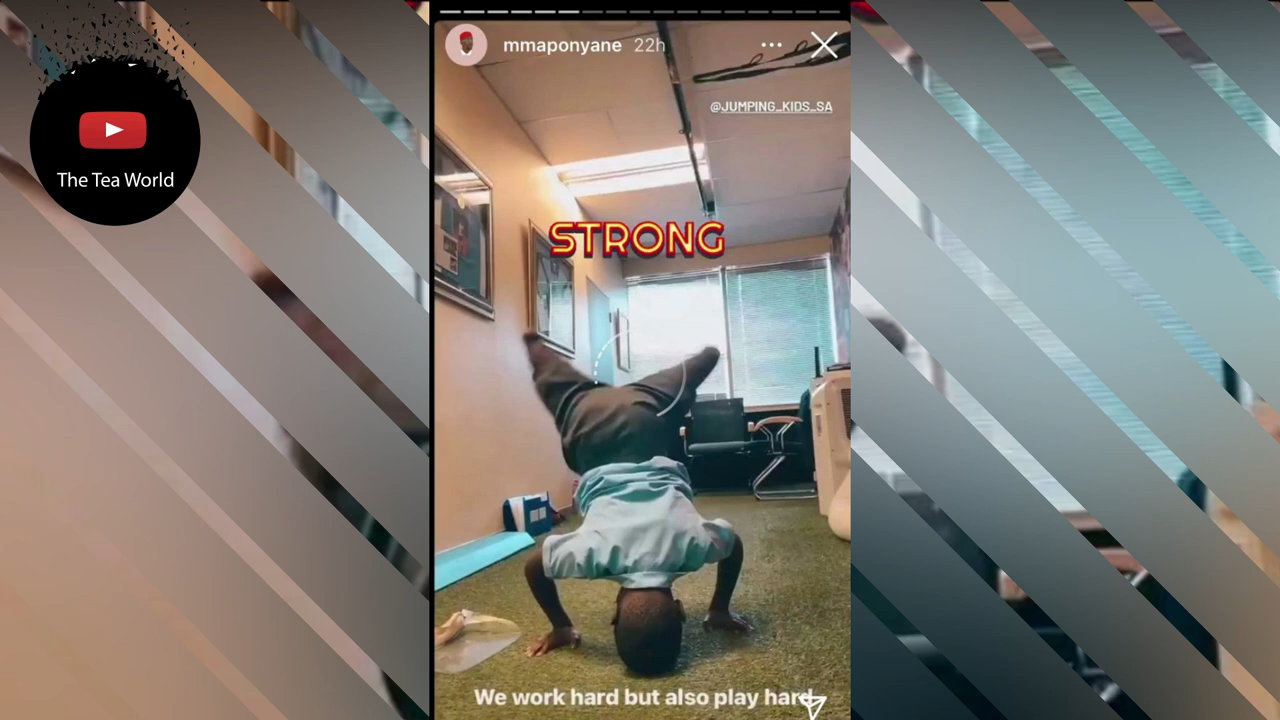 mmaponyane 22h
@JUMPING_KIDS_SA
The Tea World
STRONG
We work hard but also play hard